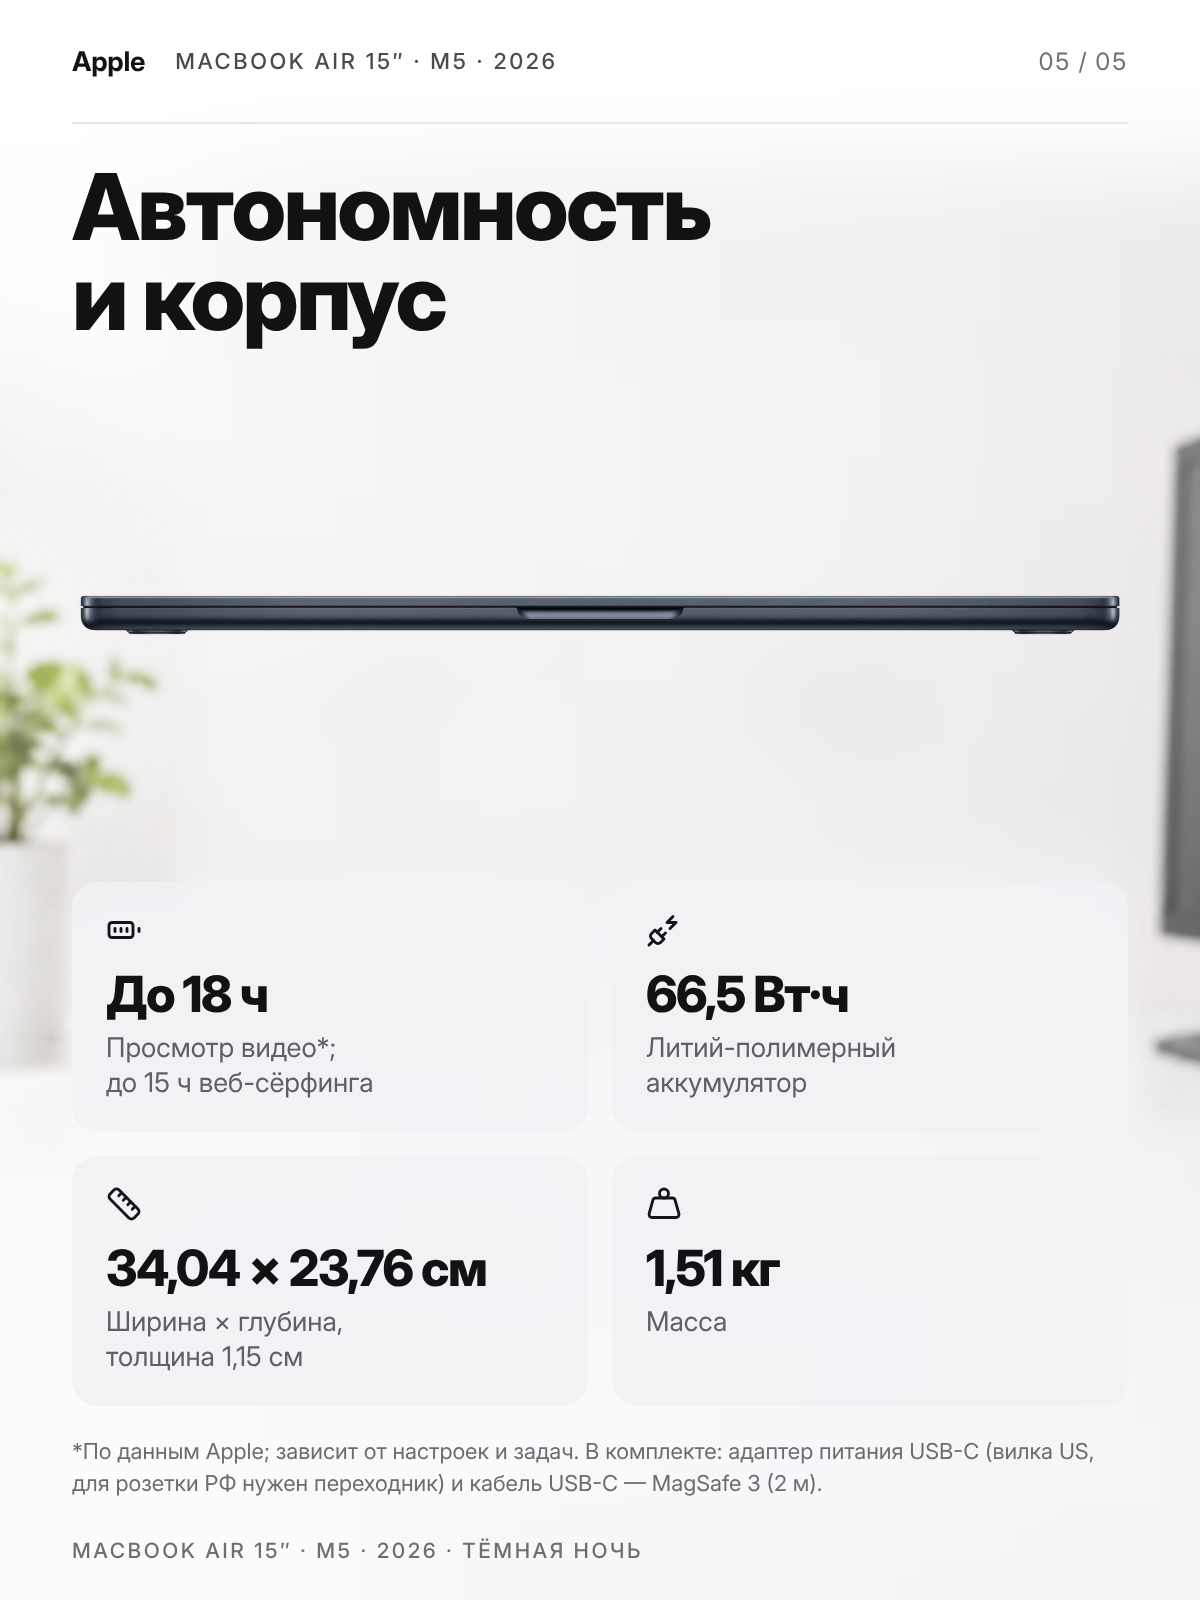 Apple MACBOOK AIR 15″ · M5 · 2026 05 / 05
Автономность
и корпус
До 18 ч
Просмотр видео*;
до 15 ч веб-сёрфинга
66,5 Вт·ч
Литий-полимерный
аккумулятор
34,04 × 23,76 см
Ширина × глубина,
толщина 1,15 см
1,51 кг
Масса
*По данным Apple; зависит от настроек и задач. В комплекте: адаптер питания USB-C (вилка US,
для розетки РФ нужен переходник) и кабель USB-C — MagSafe 3 (2 м).
MACBOOK AIR 15″ · M5 · 2026 · ТЁМНАЯ НОЧЬ